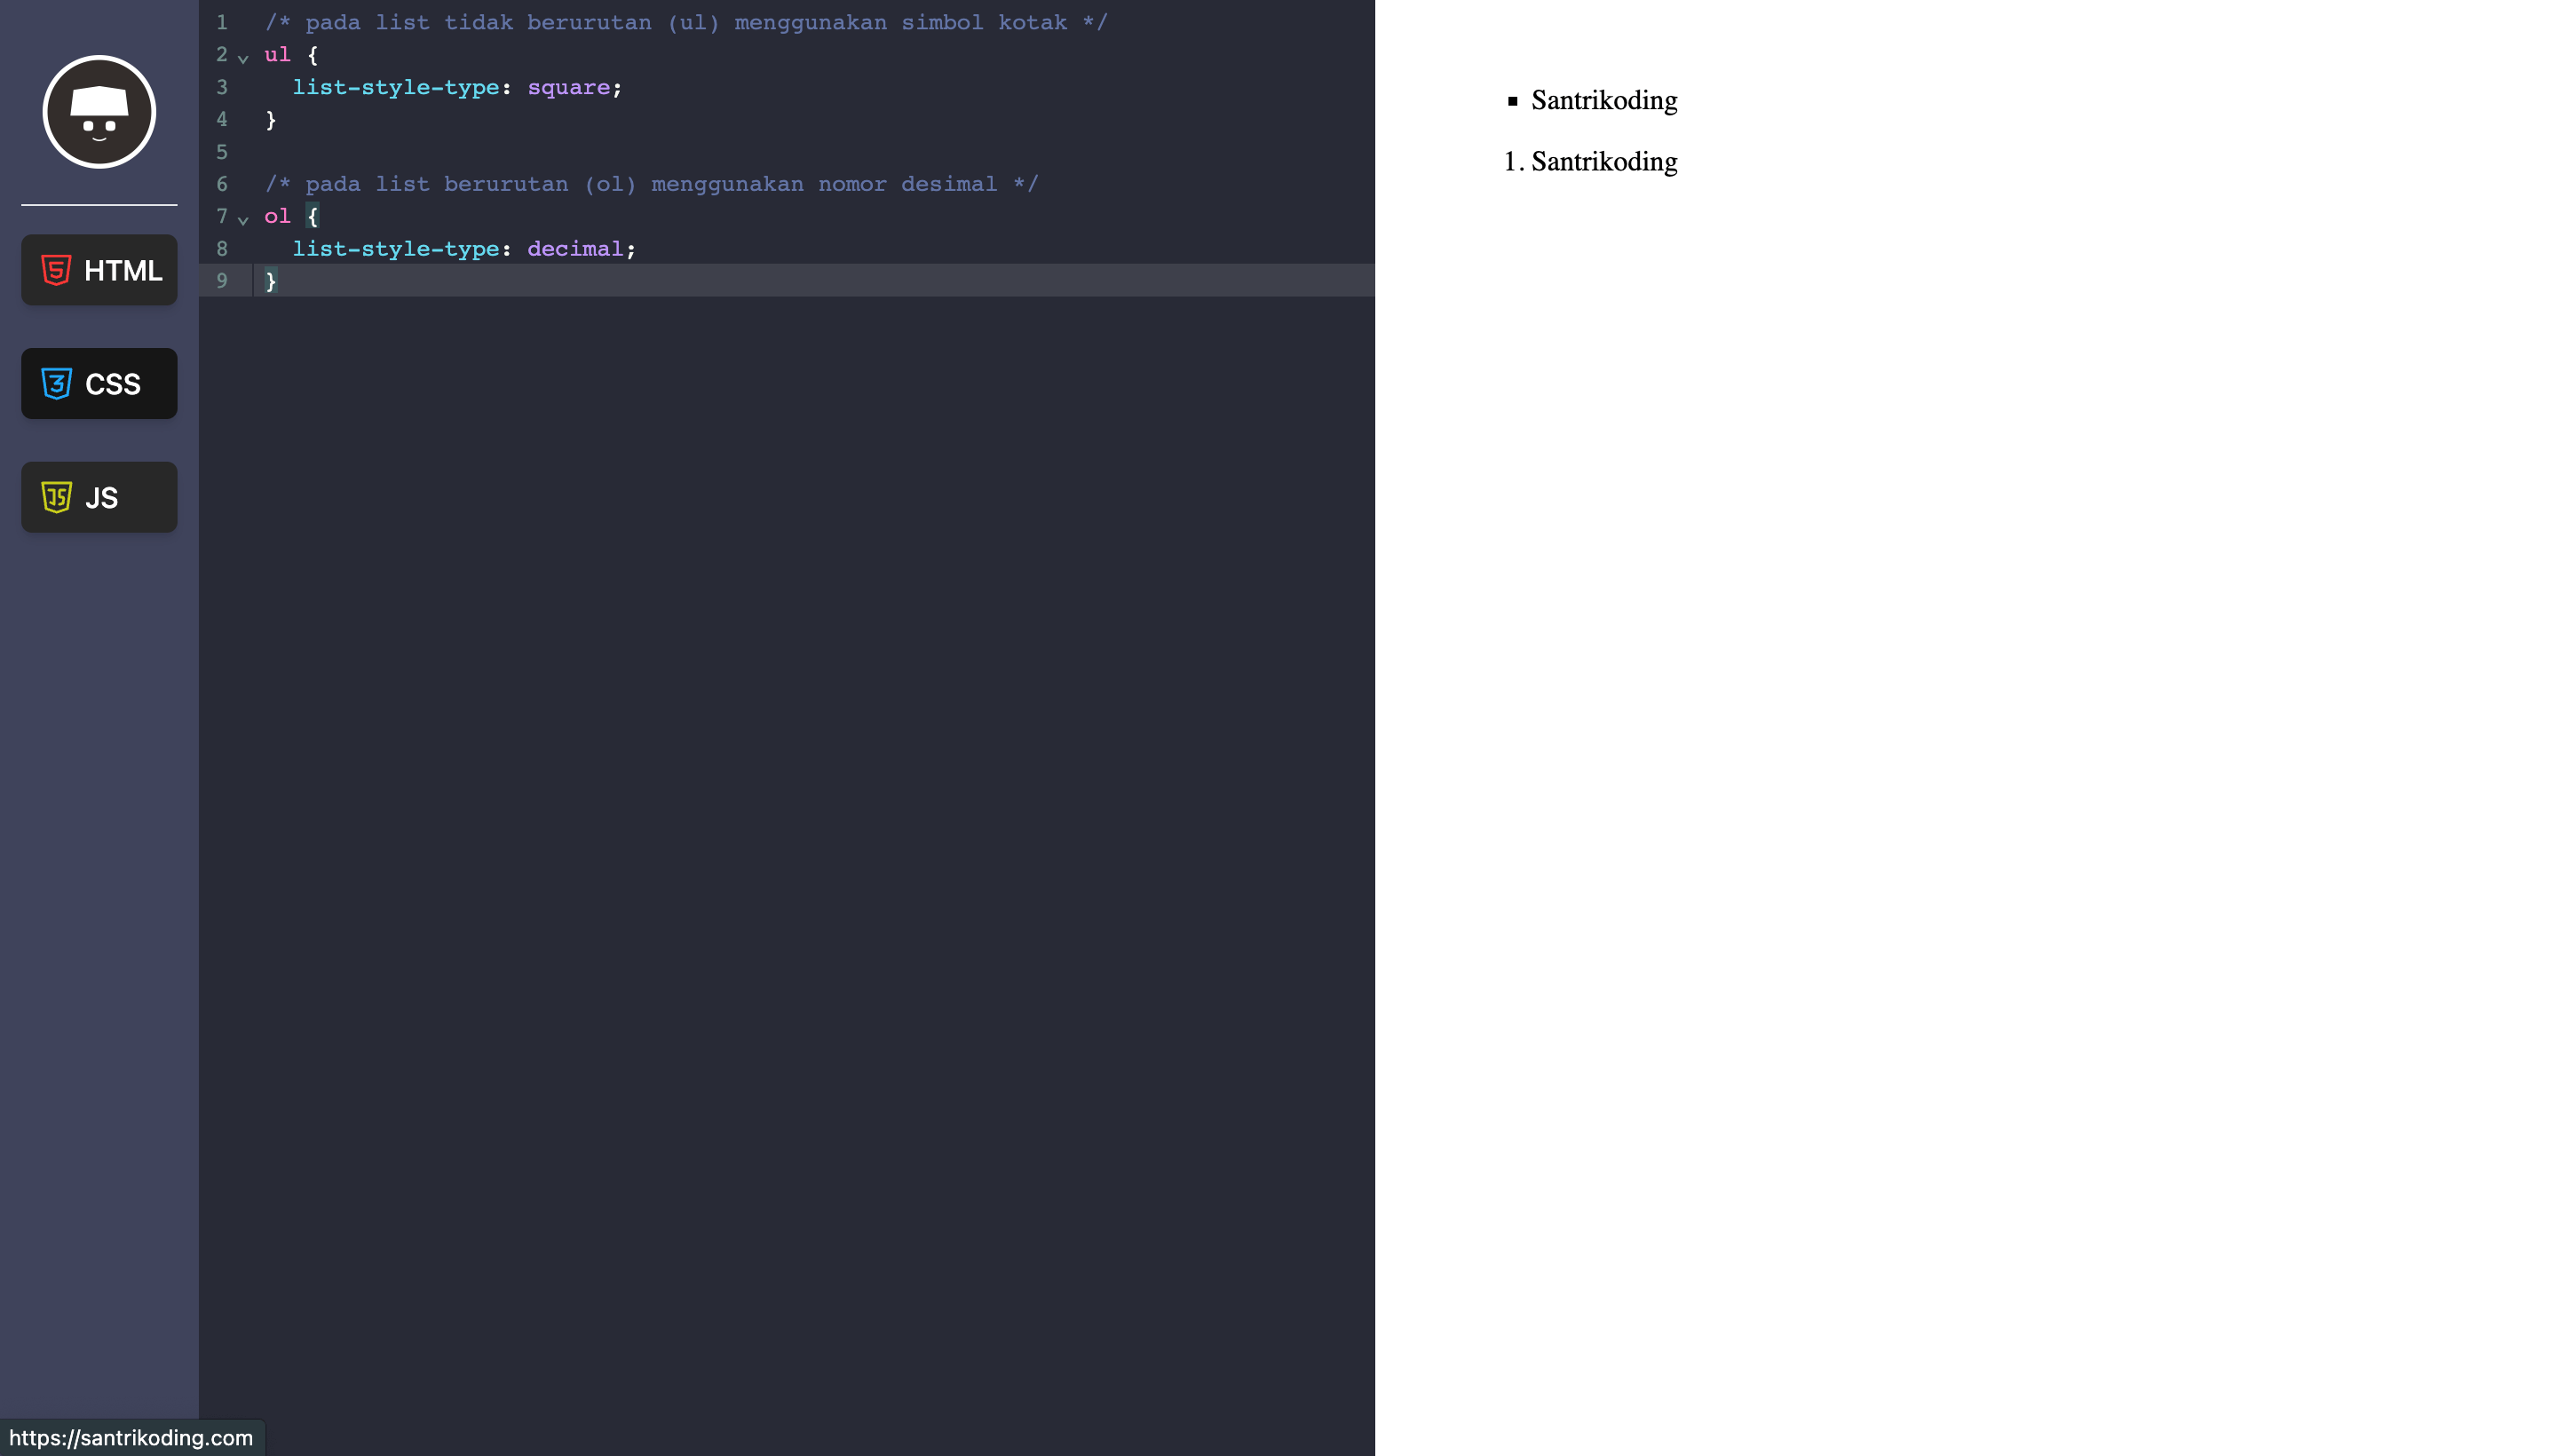 HTML
CSS
JS
1 /* pada list tidak berurutan (ul) menggunakan simbol kotak */
2 ul {
3 list-style-type: square;
4 }
5
6 /* pada list berurutan (ol) menggunakan nomor desimal */
7 ol {
8 list-style-type: decimal;
9 }
▪ Santrikoding
1. Santrikoding
https://santrikoding.com